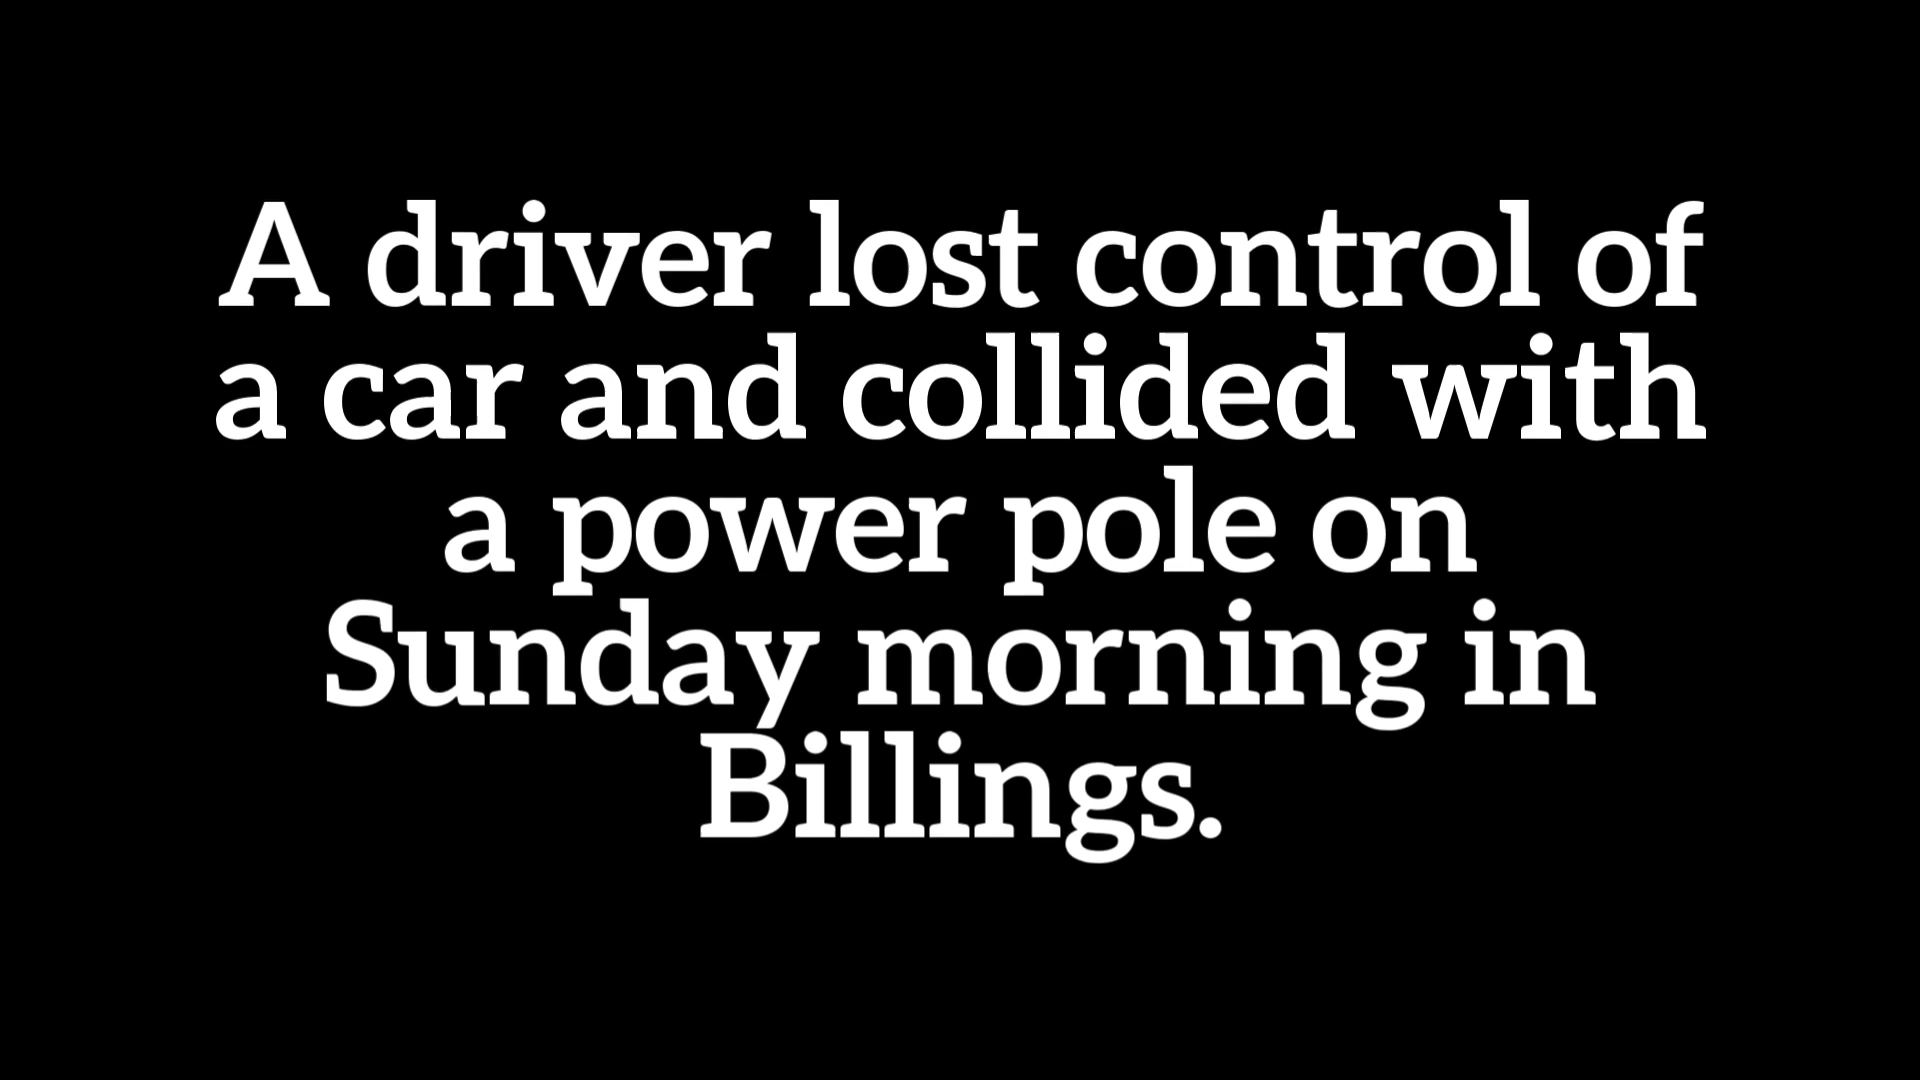 A driver lost control of
a car and collided with
a power pole on
Sunday morning in
Billings.